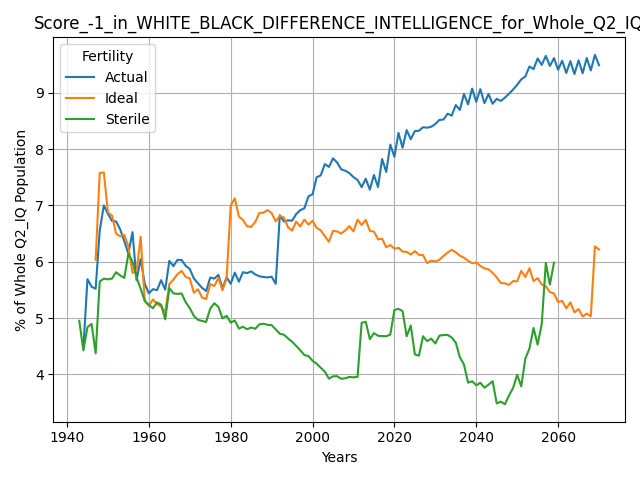 Score_-1_in_WHITE_BLACK_DIFFERENCE_INTELLIGENCE_for_Whole_Q2_IQ
Fertility
Actual
Ideal
Sterile
% of Whole Q2_IQ Population
9
8
7
6
5
4
1940 1960 1980 2000 2020 2040 2060
Years